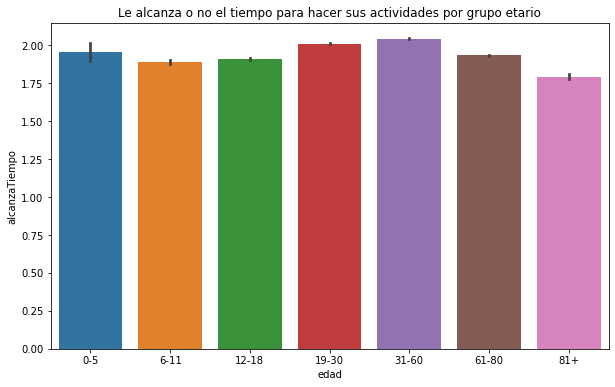 Le alcanza o no el tiempo para hacer sus actividades por grupo etario
alcanzaTiempo
2.00
1.75
1.50
1.25
1.00
0.75
0.50
0.25
0.00
0-5 6-11 12-18 19-30 31-60 61-80 81+
edad